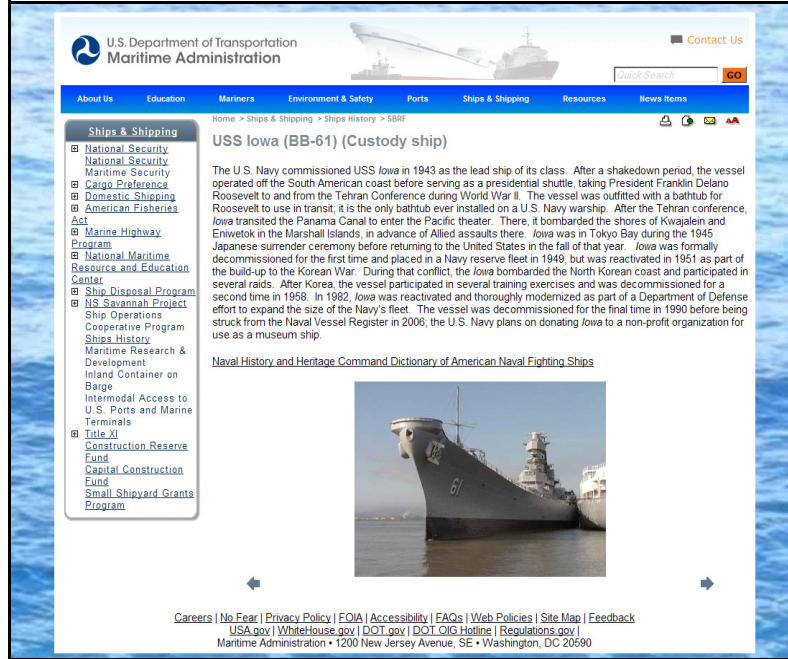 U.S. Department of Transportation
Maritime Administration
Contact Us
Quick Search
GO
About Us Education Mariners Environment & Safety Ports Ships & Shipping Resources News Items
Home > Ships & Shipping > Ships History > SBRF
Ships & Shipping
National Security
National Security
Maritime Security
Cargo Preference
Domestic Shipping
American Fisheries
Act
Marine Highway
Program
National Maritime
Resource and Education
Center
Ship Disposal Program
NS Savannah Project
Ship Operations
Cooperative Program
Ships History
Maritime Research &
Development
Inland Container on
Barge
Intermodal Access to
U.S. Ports and Marine
Terminals
Title XI
Construction Reserve
Fund
Capital Construction
Fund
Small Shipyard Grants
Program
USS Iowa (BB-61) (Custody ship)
The U.S. Navy commissioned USS Iowa in 1943 as the lead ship of its class. After a shakedown period, the vessel
operated off the South American coast before serving as a presidential shuttle, taking President Franklin Delano
Roosevelt to and from the Tehran Conference during World War II. The vessel was outfitted with a bathtub for
Roosevelt to use in transit; it is the only bathtub ever installed on a U.S. Navy warship. After the Tehran conference,
Iowa transited the Panama Canal to enter the Pacific theater. There, it bombarded the shores of Kwajalein and
Eniwetok in the Marshall Islands, in advance of Allied assaults there. Iowa was in Tokyo Bay during the 1945
Japanese surrender ceremony before returning to the United States in the fall of that year. Iowa was formally
decommissioned for the first time and placed in a Navy reserve fleet in 1949, but was reactivated in 1951 as part of
the build-up to the Korean War. During that conflict, the Iowa bombarded the North Korean coast and participated in
several raids. After Korea, the vessel participated in several training exercises and was decommissioned for a
second time in 1958. In 1982, Iowa was reactivated and thoroughly modernized as part of a Department of Defense
effort to expand the size of the Navy's fleet. The vessel was decommissioned for the final time in 1990 before being
struck from the Naval Vessel Register in 2006; the U.S. Navy plans on donating Iowa to a non-profit organization for
use as a museum ship.
Naval History and Heritage Command Dictionary of American Naval Fighting Ships
61
Careers | No Fear | Privacy Policy | FOIA | Accessibility | FAQs | Web Policies | Site Map | Feedback
USA.gov | WhiteHouse.gov | DOT.gov | DOT OIG Hotline | Regulations.gov |
Maritime Administration • 1200 New Jersey Avenue, SE • Washington, DC 20590